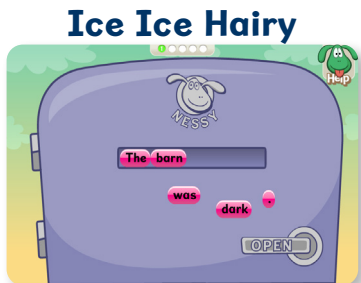 Ice Ice Hairy
Help
NESSY
The barn
was
dark .
OPEN